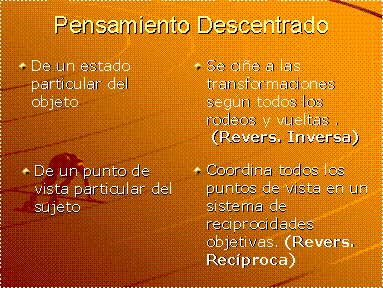 Pensamiento Descentrado
De un estado
particular del
objeto
Se ciñe a las
transformaciones
segun todos los
rodeos y vueltas .
(Revers. Inversa)
De un punto de
vista particular del
sujeto
Coordina todos los
puntos de vista en un
sistema de
reciprocidades
objetivas. (Revers.
Recíproca)